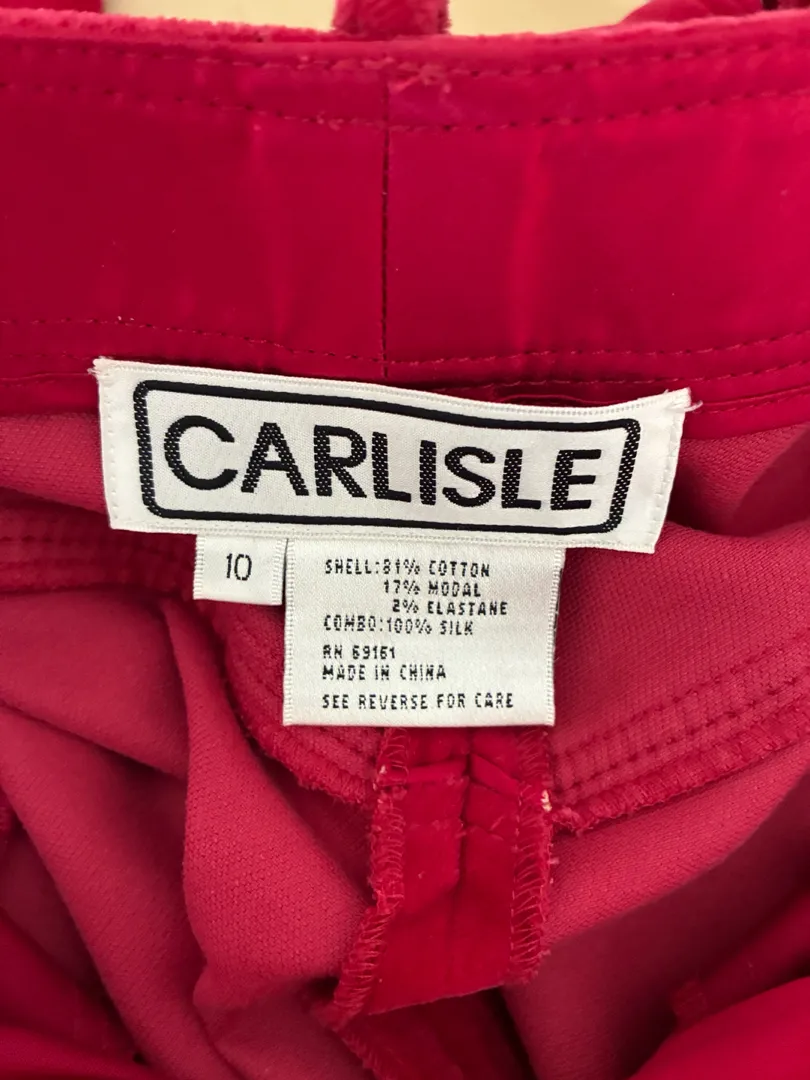 CARLISLE
10
SHELL:81% COTTON
17% MODAL
2% ELASTANE
COMBO:100% SILK
RN 69161
MADE IN CHINA
SEE REVERSE FOR CARE